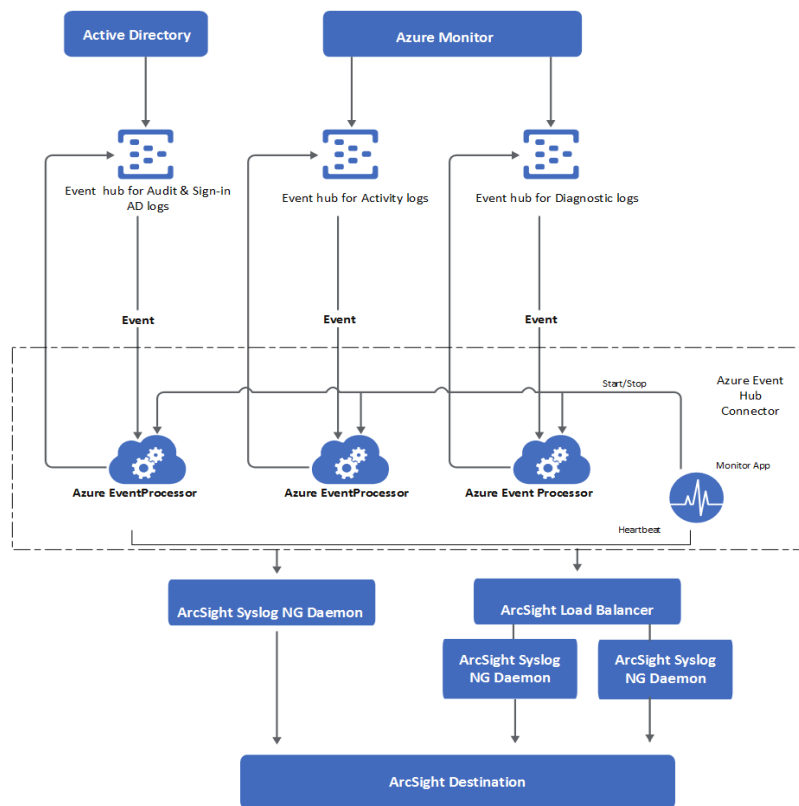 Active Directory
Azure Monitor
Event hub for Audit & Sign-in
AD logs
Event hub for Activity logs
Event hub for Diagnostic logs
Event
Event
Event
Start/Stop
Azure Event
Hub
Connector
Monitor App
Azure EventProcessor
Azure EventProcessor
Azure Event Processor
Heartbeat
ArcSight Syslog NG Daemon
ArcSight Load Balancer
ArcSight Syslog
NG Daemon
ArcSight Syslog
NG Daemon
ArcSight Destination